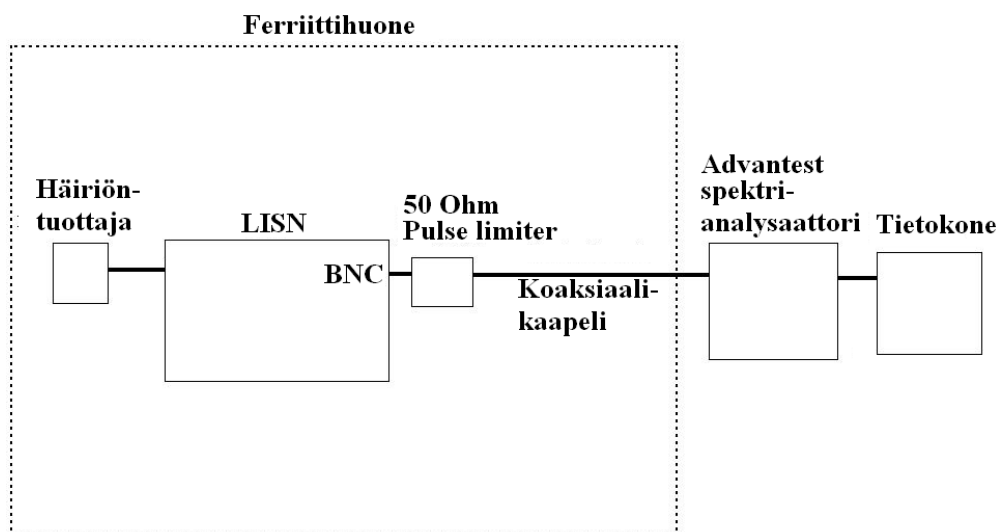 Ferriittihuone
Häiriön-
tuottaja
LISN
BNC
50 Ohm
Pulse limiter
Koaksiaali-
kaapeli
Advantest
spektri-
analysaattori
Tietokone